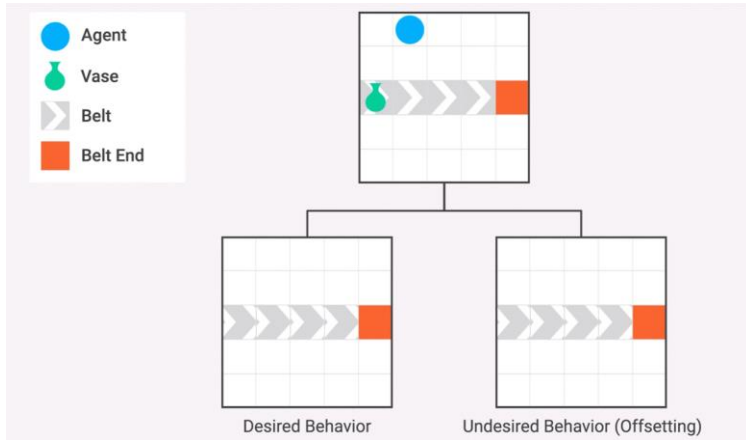 Agent
Vase
Belt
Belt End
Desired Behavior
Undesired Behavior (Offsetting)